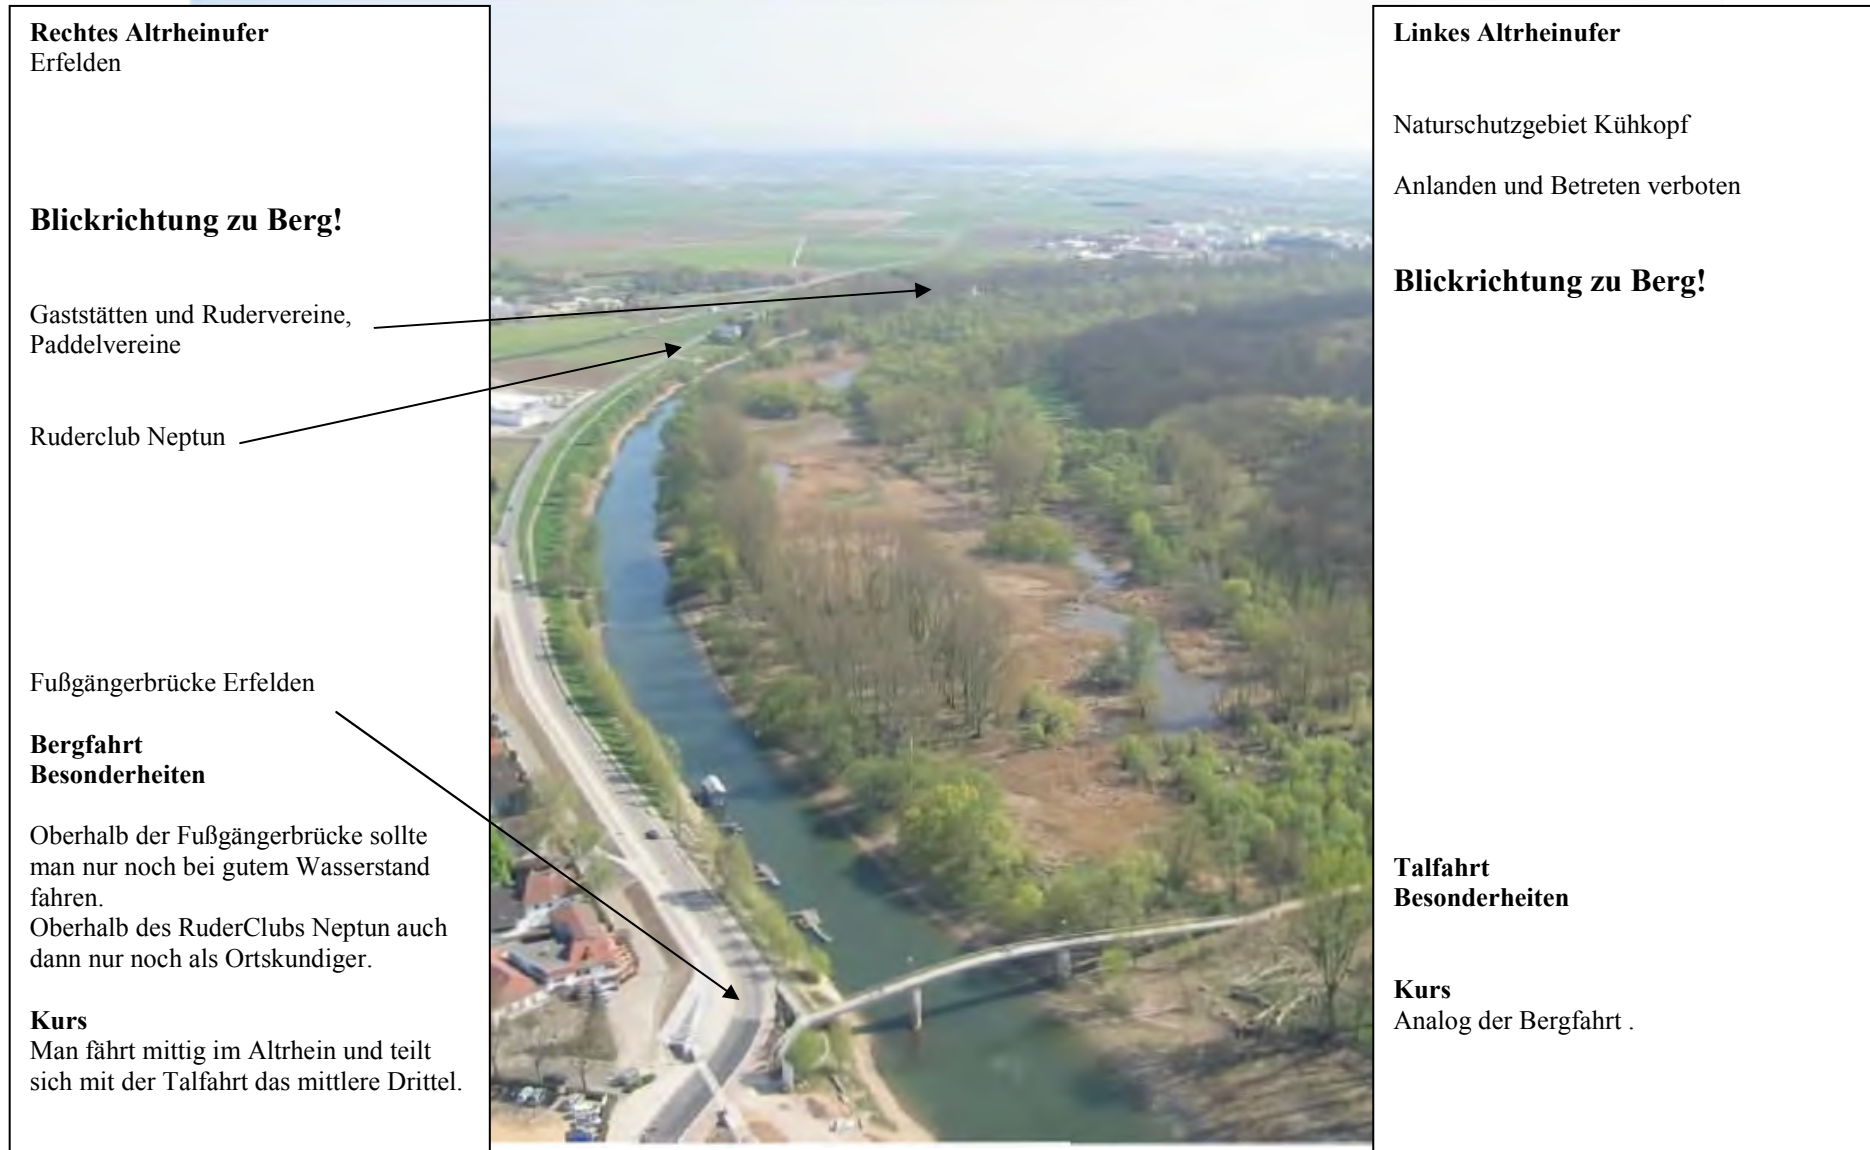 Rechtes Altrheinufer
Erfelden
Blickrichtung zu Berg!
Gaststätten und Rudervereine,
Paddelvereine
Ruderclub Neptun
Fußgängerbrücke Erfelden
Bergfahrt
Besonderheiten
Oberhalb der Fußgängerbrücke sollte
man nur noch bei gutem Wasserstand
fahren.
Oberhalb des RuderClubs Neptun auch
dann nur noch als Ortskundiger.
Kurs
Man fährt mittig im Altrhein und teilt
sich mit der Talfahrt das mittlere Drittel.
Linkes Altrheinufer
Naturschutzgebiet Kühkopf
Anlanden und Betreten verboten
Blickrichtung zu Berg!
Talfahrt
Besonderheiten
Kurs
Analog der Bergfahrt .